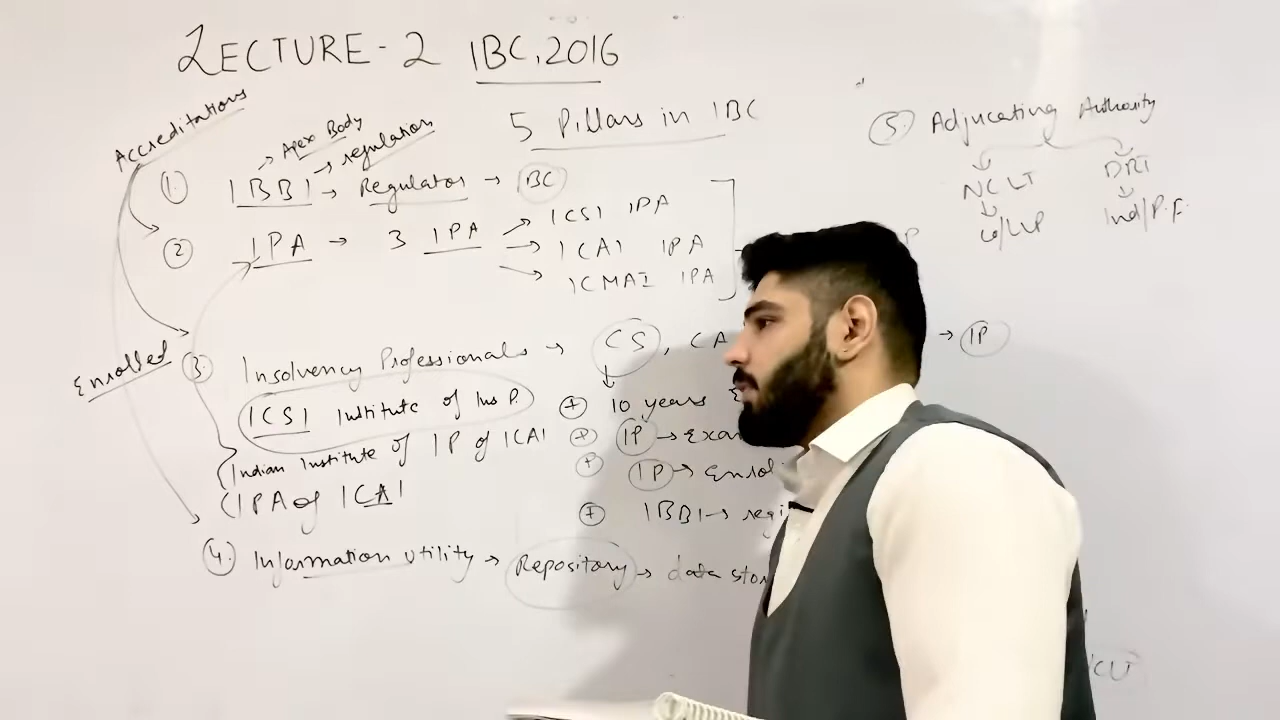 LECTURE - 2 IBC, 2016
Accreditations
5 Pillars in IBC
Apex Body
regulation
1. IBBI → Regulator → BC
2 IPA → 3 IPA
ICSI IPA
ICAI IPA
ICMAI IPA
P
5. Adjucating Authority
NCLT
DRT
Ind/P.F.
Enrolled
3. Insolvency Professionals → CS, CA → IP
ICSI Institute of Ins P.
Indian Institute of IP of ICAI
IPA of ICAI
+ 10 years
+ IP → Exa
+ IP → Enrol
+ IBBI → regi
4. Information utility → Repository → data stor